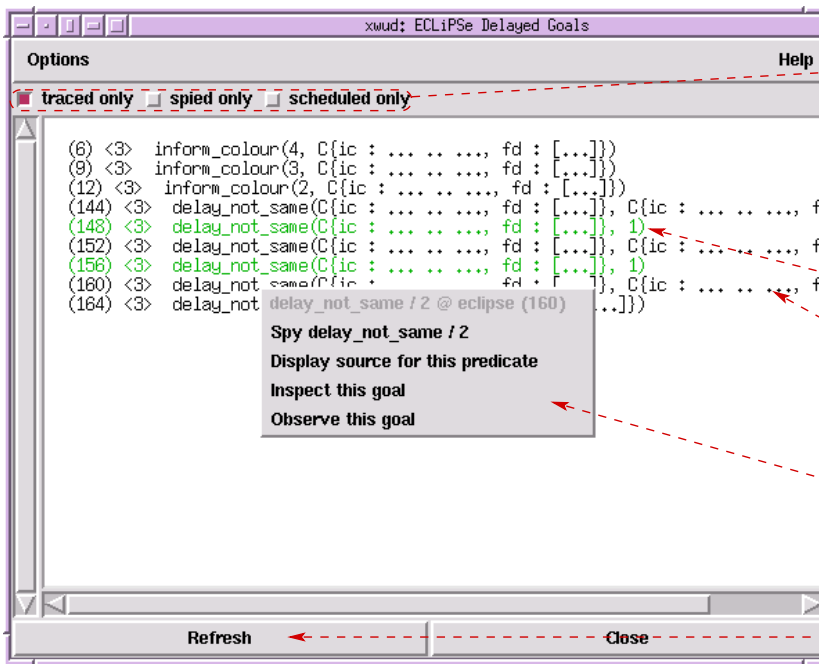 xwud: ECLiPSe Delayed Goals
Options Help
traced only spied only scheduled only
(6) <3> inform_colour(4, C{ic : ... .. ..., fd : [...]})
(9) <3> inform_colour(3, C{ic : ... .. ..., fd : [...]})
(12) <3> inform_colour(2, C{ic : ... .. ..., fd : [...]})
(144) <3> delay_not_same(C{ic : ... .. ..., fd : [...]}, C{ic : ... .. ..., f
(148) <3> delay_not_same(C{ic : ... .. ..., fd : [...]}, 1)
(152) <3> delay_not_same(C{ic : ... .. ..., fd : [...]}, C{ic : ... .. ..., f
(156) <3> delay_not_same(C{ic : ... .. ..., fd : [...]}, 1)
(160) <3> delay_not_same(C{ic : ... .. ..., fd : [...]}, C{ic : ... .. ..., f
(164) <3> delay_not ...]})
delay_not_same / 2 @ eclipse (160)
Spy delay_not_same / 2
Display source for this predicate
Inspect this goal
Observe this goal
Refresh Close